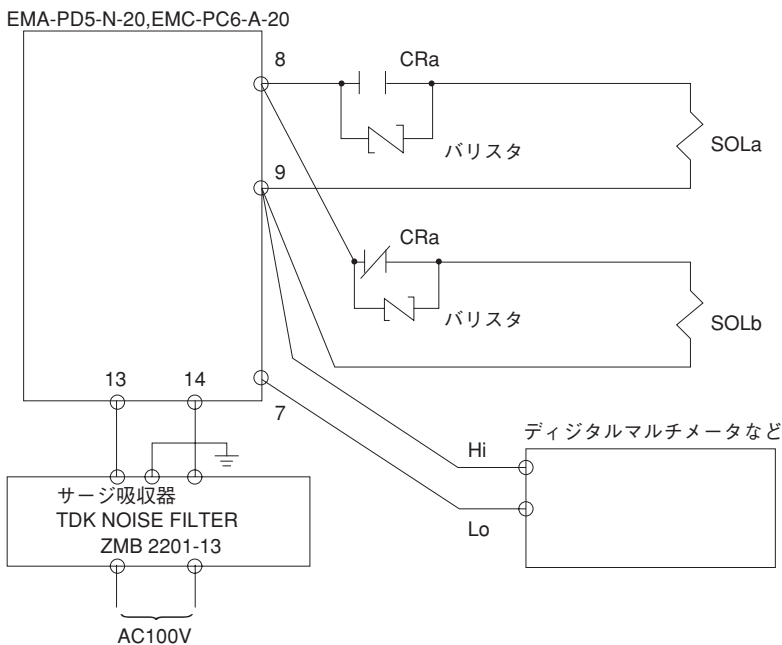 EMA-PD5-N-20,EMC-PC6-A-20
8
CRa
バリスタ
SOLa
9
CRa
バリスタ
SOLb
13
14
7
ディジタルマルチメータなど
Hi
Lo
サージ吸収器
TDK NOISE FILTER
ZMB 2201-13
AC100V